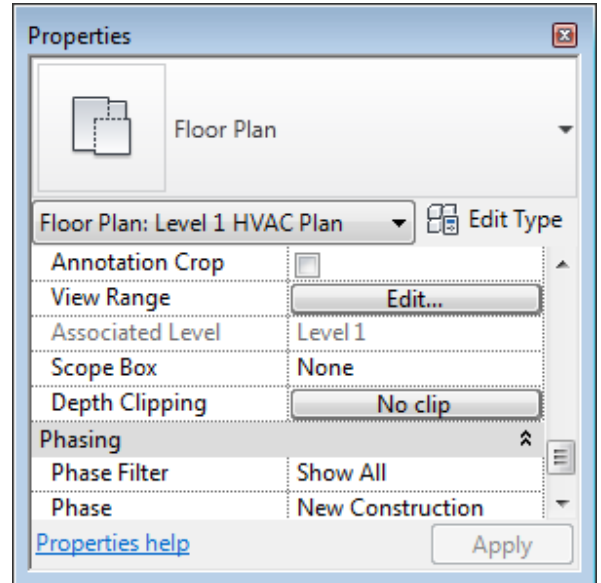 Properties
Floor Plan
Floor Plan: Level 1 HVAC Plan Edit Type
Annotation Crop
View Range Edit...
Associated Level Level 1
Scope Box None
Depth Clipping No clip
Phasing
Phase Filter Show All
Phase New Construction
Properties help Apply